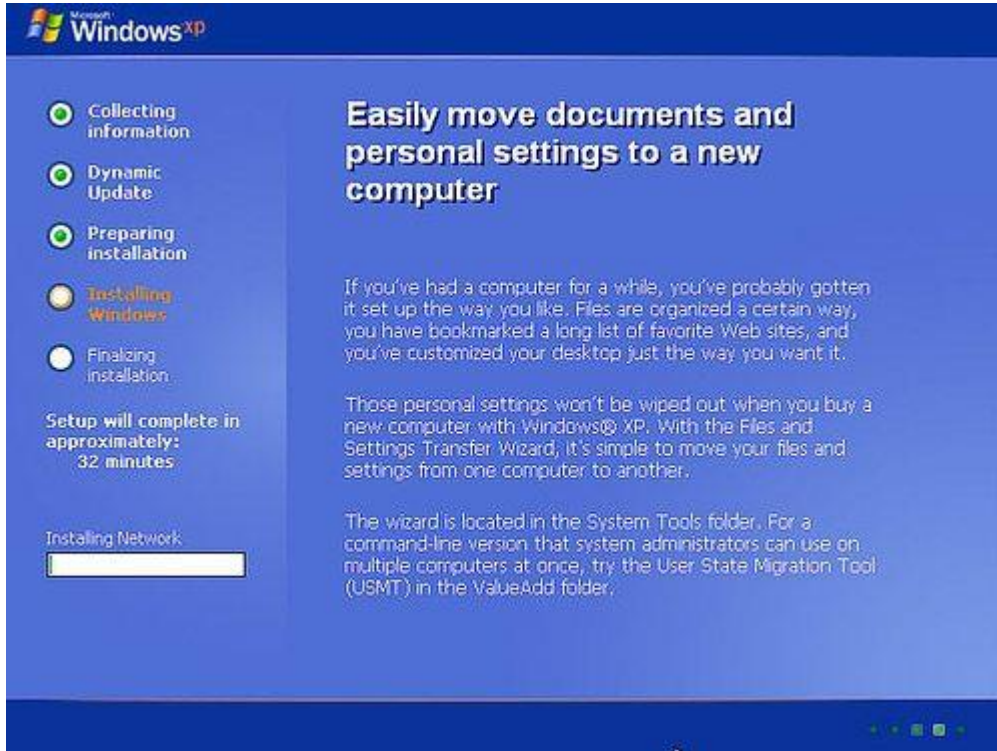 Microsoft
Windows xp
Collecting
information
Dynamic
Update
Preparing
installation
Installing
Windows
Finalizing
installation
Setup will complete in
approximately:
32 minutes
Installing Network
Easily move documents and
personal settings to a new
computer
If you've had a computer for a while, you've probably gotten
it set up the way you like. Files are organized a certain way,
you have bookmarked a long list of favorite Web sites, and
you've customized your desktop just the way you want it.
Those personal settings won't be wiped out when you buy a
new computer with Windows® XP. With the Files and
Settings Transfer Wizard, it's simple to move your files and
settings from one computer to another.
The wizard is located in the System Tools folder. For a
command-line version that system administrators can use on
multiple computers at once, try the User State Migration Tool
(USMT) in the ValueAdd folder.